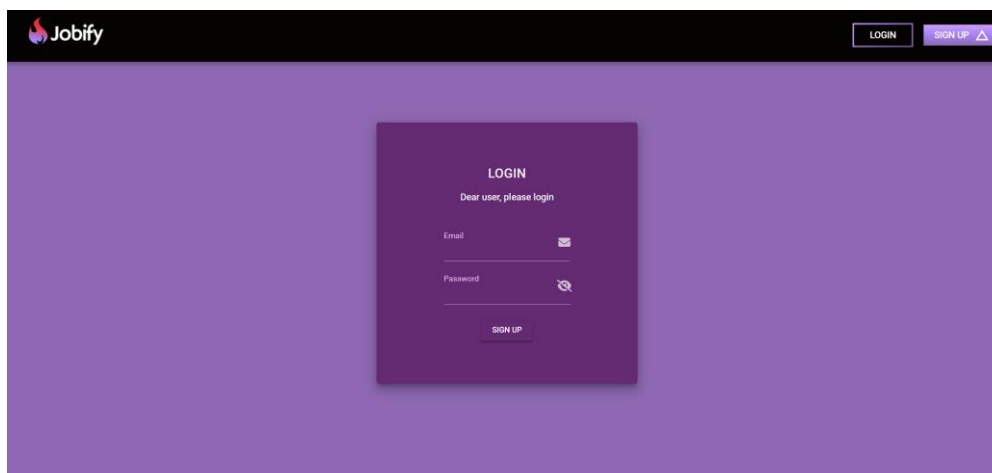 Jobify
LOGIN
SIGN UP
LOGIN
Dear user, please login
Email
Password
SIGN UP